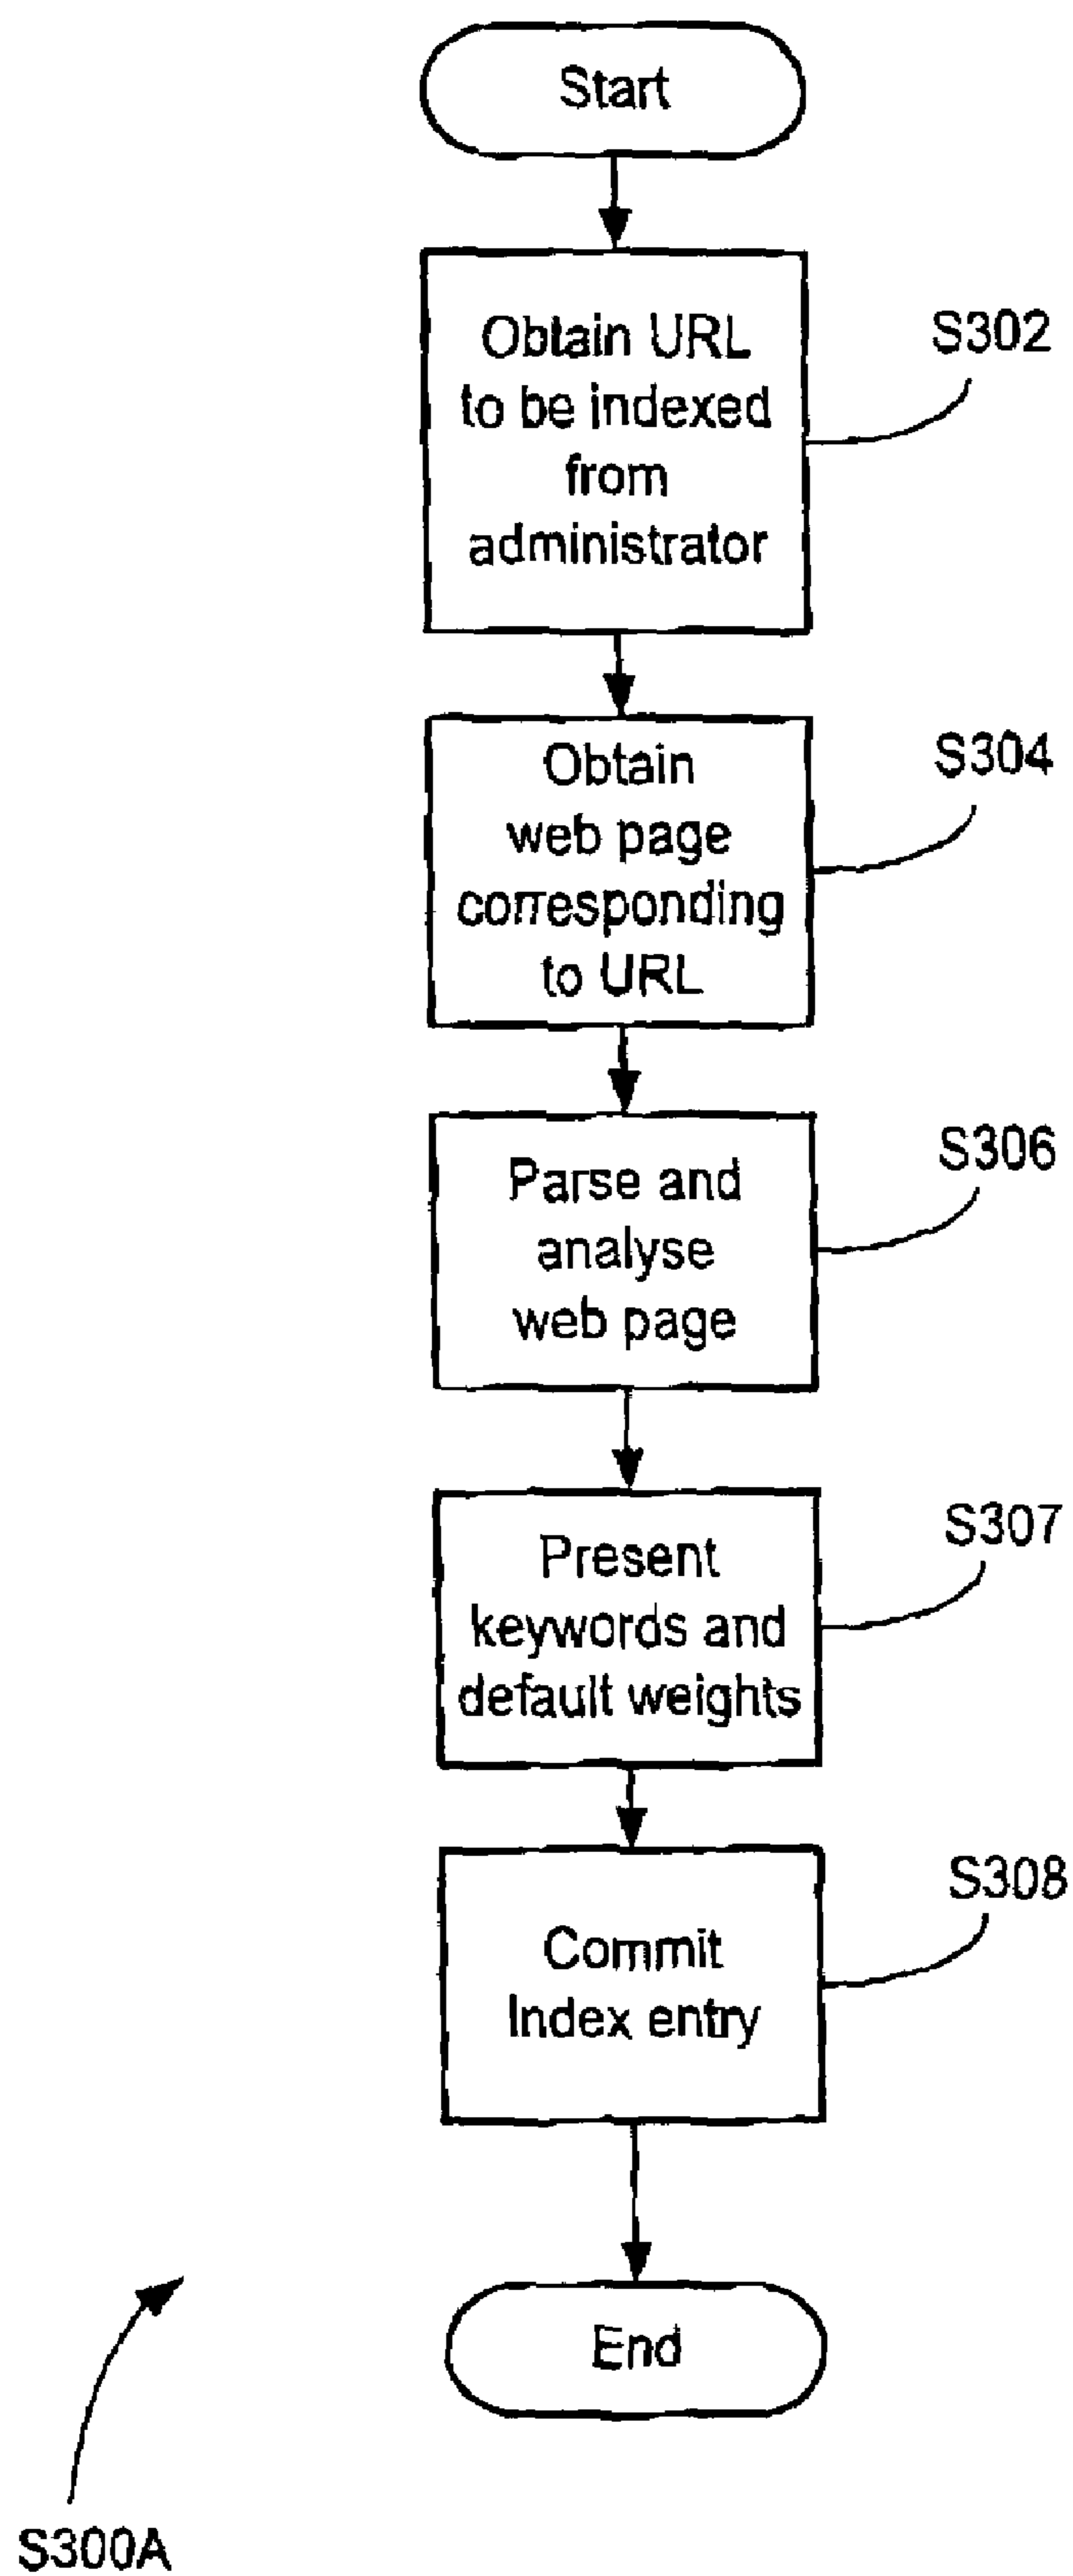 Start
Obtain URL
to be indexed
from
administrator
S302
Obtain
web page
corresponding
to URL
S304
Parse and
analyse
web page
S306
Present
keywords and
default weights
S307
Commit
Index entry
S308
End
S300A